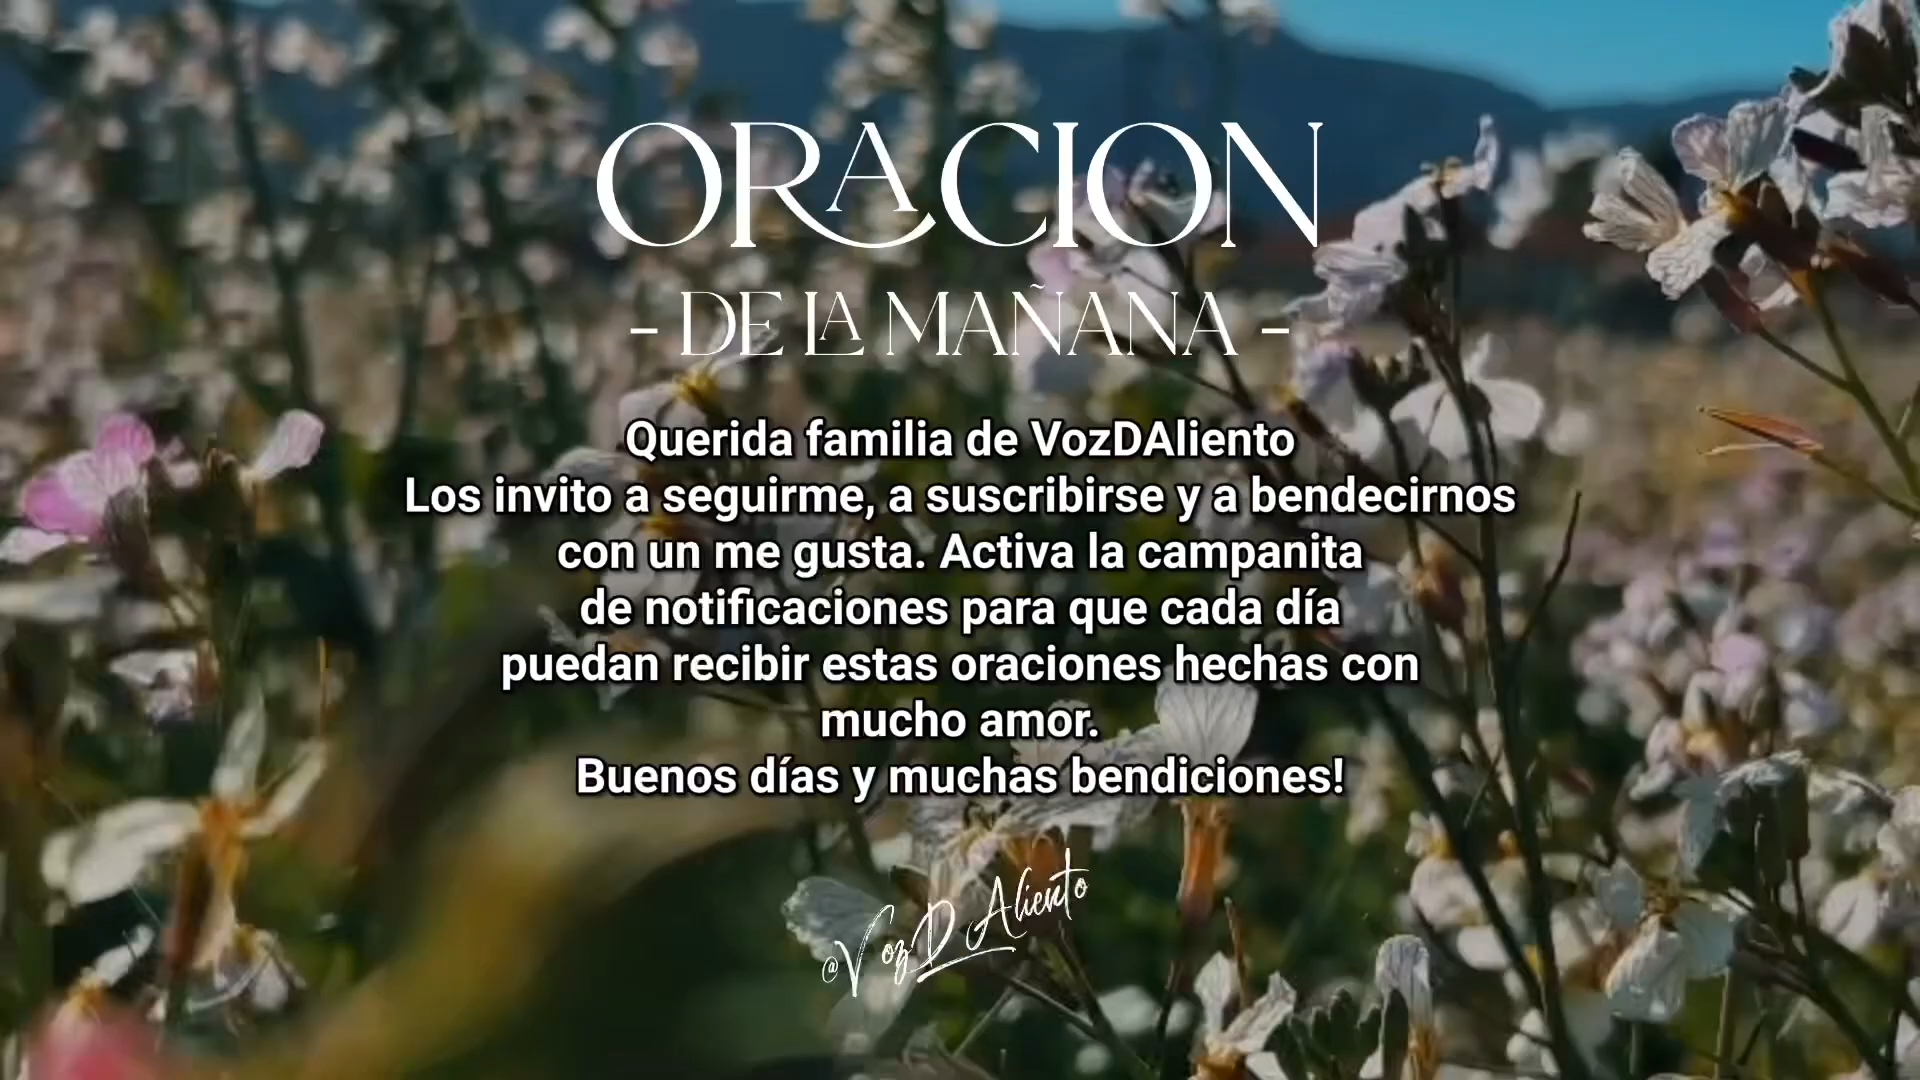 ORACION
- DE LA MAÑANA -
Querida familia de VozDAliento
Los invito a seguirme, a suscribirse y a bendecirnos
con un me gusta. Activa la campanita
de notificaciones para que cada día
puedan recibir estas oraciones hechas con
mucho amor.
Buenos días y muchas bendiciones!
@VozDAliento